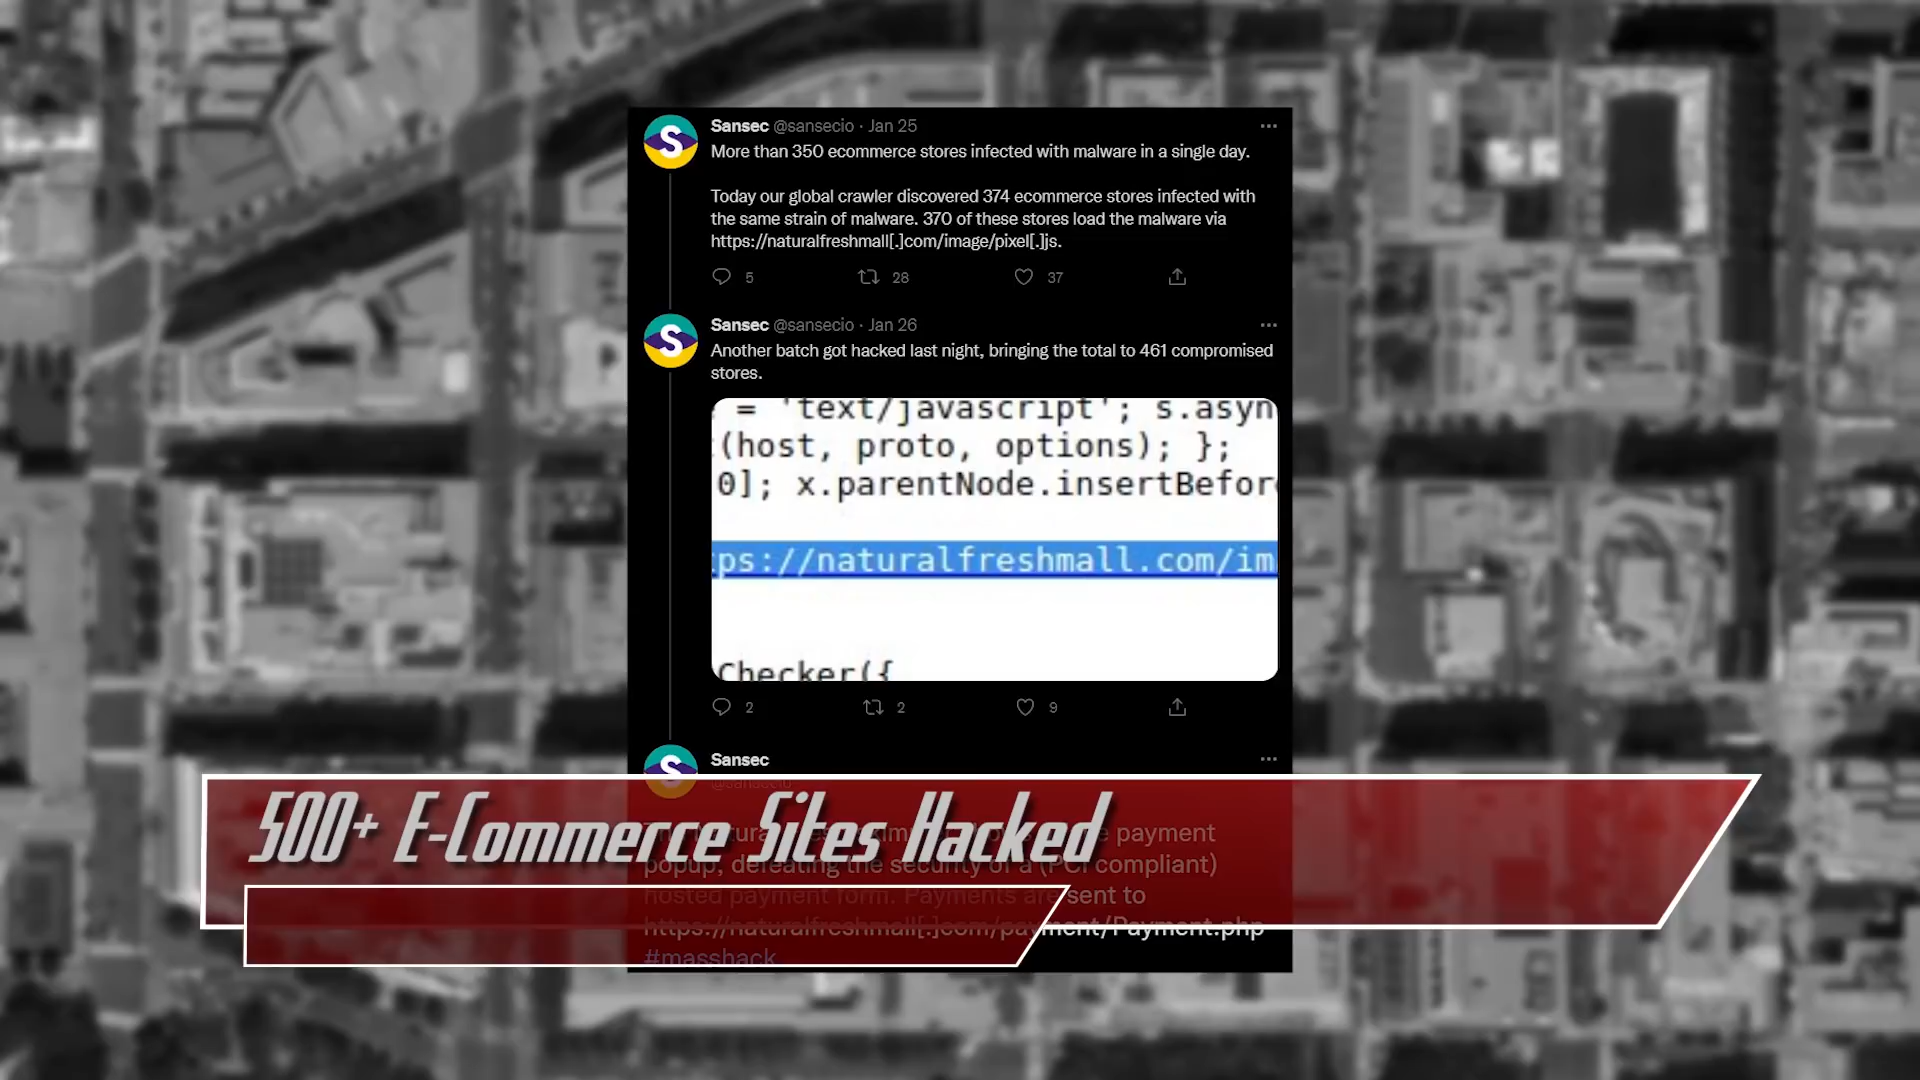 Sansec @sansecio · Jan 25
More than 350 ecommerce stores infected with malware in a single day.
Today our global crawler discovered 374 ecommerce stores infected with
the same strain of malware. 370 of these stores load the malware via
https://naturalfreshmall[.]com/image/pixel[.]js.
5 28 37
Sansec @sansecio · Jan 26
Another batch got hacked last night, bringing the total to 461 compromised
stores.
= 'text/javascript'; s.asyn
(host, proto, options); };
0]; x.parentNode.insertBefor
ps://naturalfreshmall.com/im
Checker({
2 2 9
Sansec
@sansecio
500+ E-Commerce Sites Hacked
payment
popup, defeating the security of a (PCI compliant)
hosted payment form. Payments are sent to
https://naturalfreshmall[.]com/payment/Payment.php
#masshack